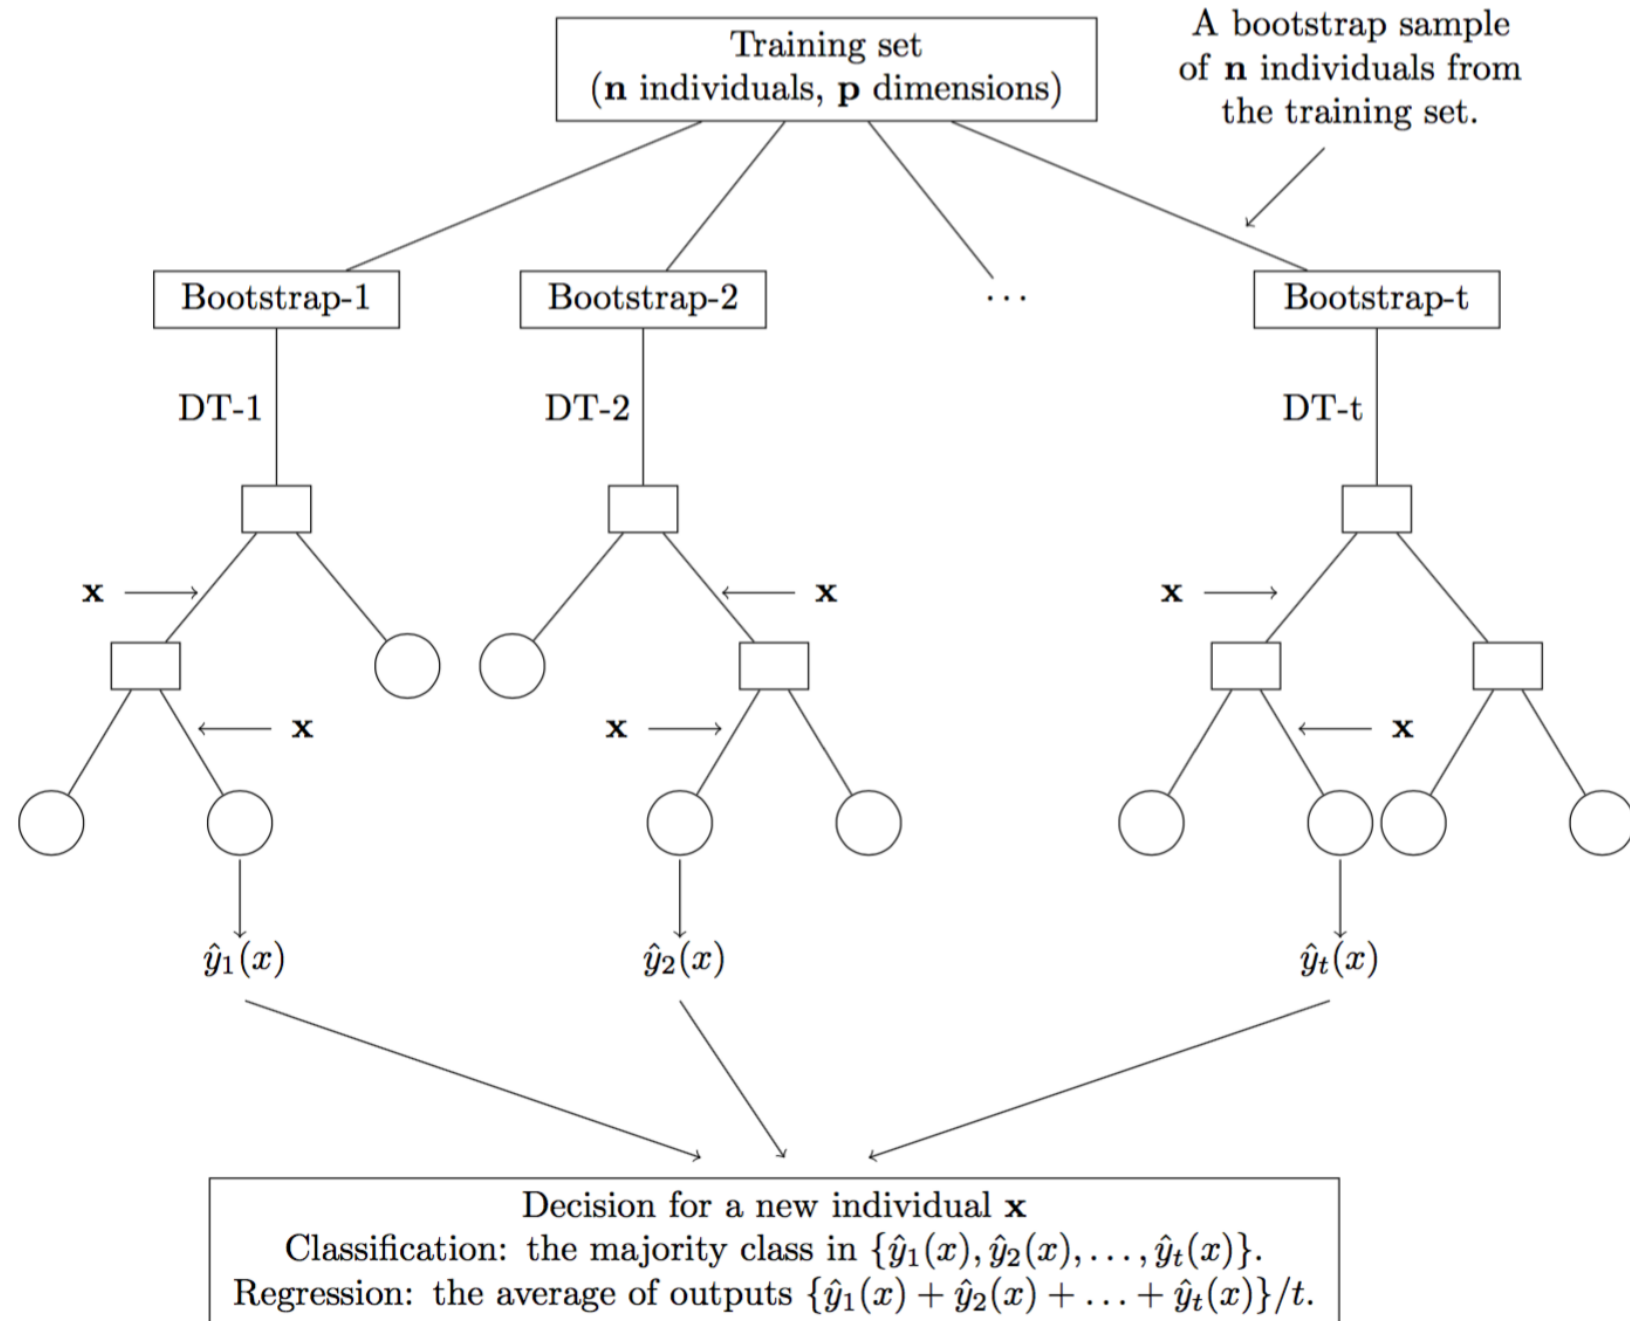 Training set
(n individuals, p dimensions)
A bootstrap sample
of n individuals from
the training set.
Bootstrap-1
Bootstrap-2
...
Bootstrap-t
DT-1
DT-2
DT-t
x
x
x
x
x
x
ŷ₁(x)
ŷ₂(x)
ŷₜ(x)
Decision for a new individual x
Classification: the majority class in {ŷ₁(x), ŷ₂(x), . . . , ŷₜ(x)}.
Regression: the average of outputs {ŷ₁(x) + ŷ₂(x) + . . . + ŷₜ(x)}/t.